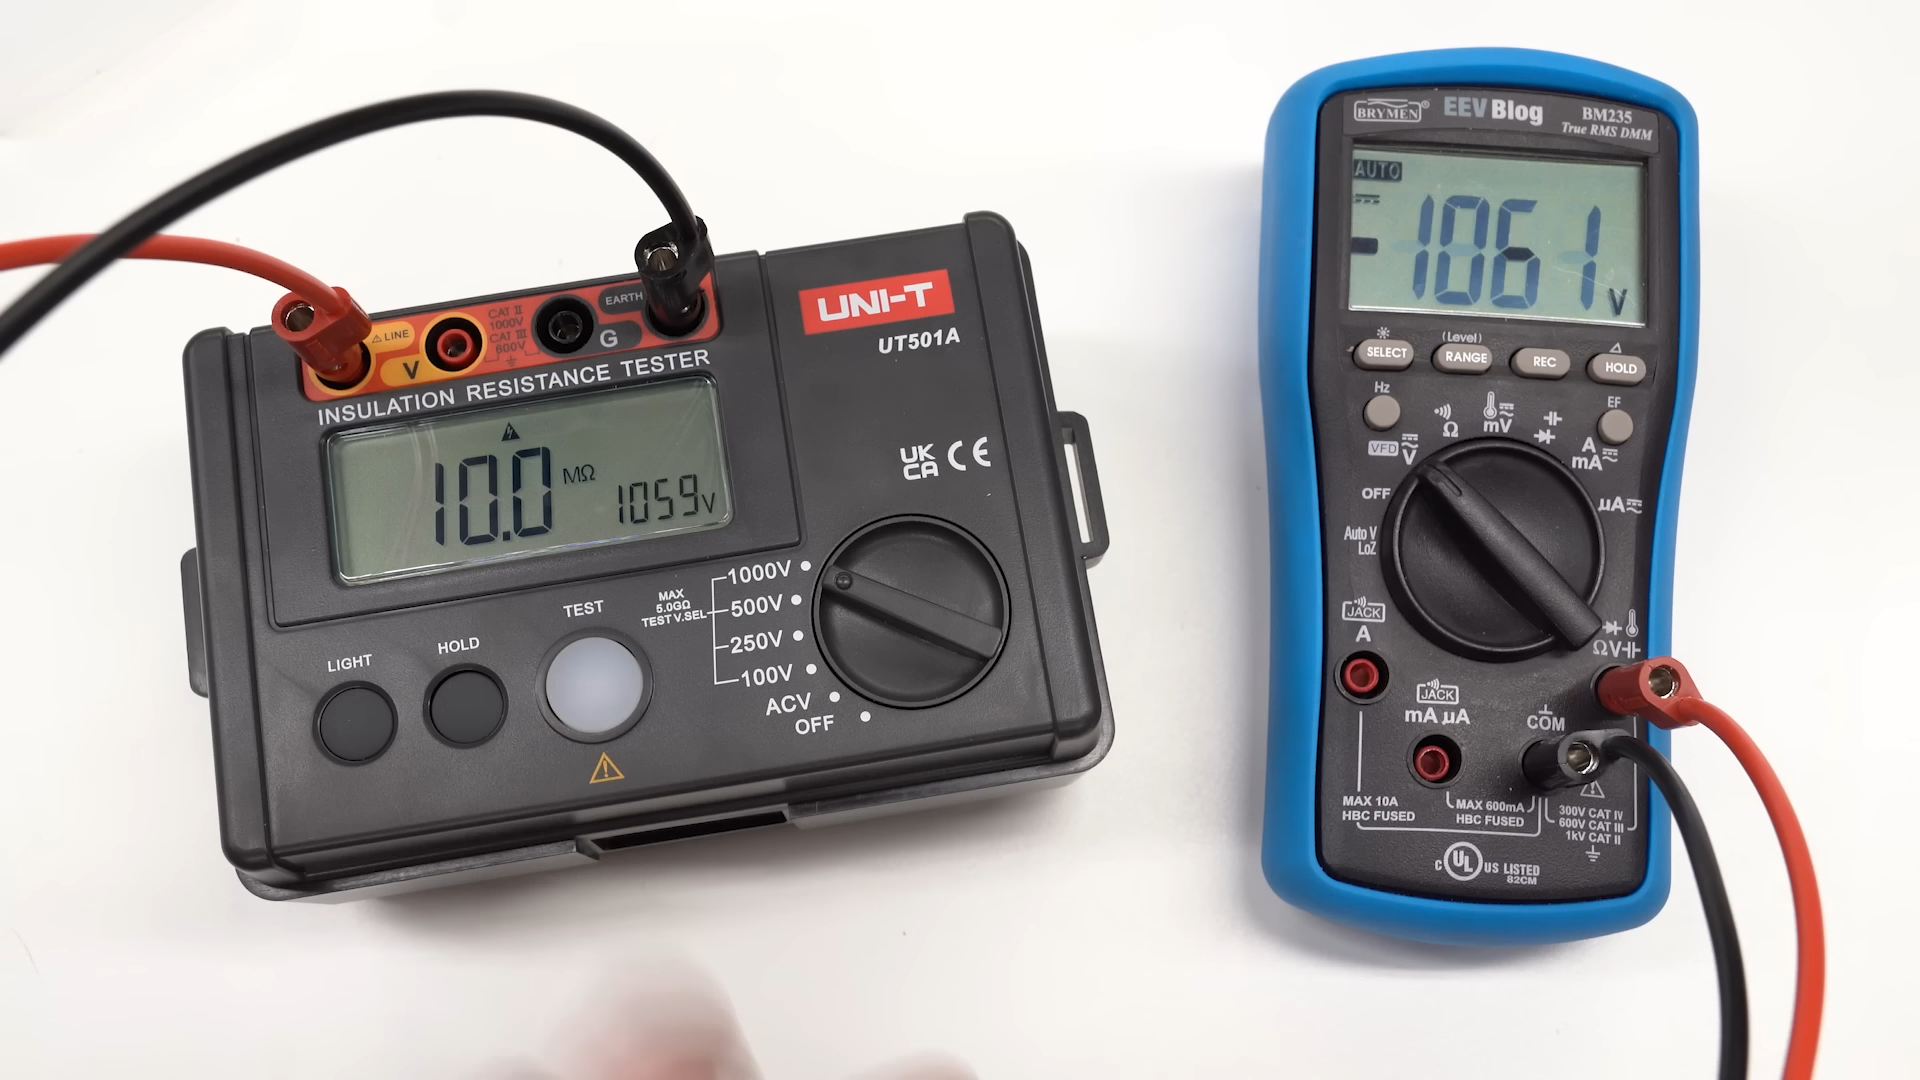 LINE
V
CAT II
1000V
CAT III
600V
G
EARTH
INSULATION RESISTANCE TESTER
10.0 MΩ
1059V
UNI-T
UT501A
UK
CA CE
LIGHT
HOLD
TEST
MAX
5.0GΩ
TEST V.SEL
1000V
500V
250V
100V
ACV
OFF
BRYMEN® EEVBlog BM235
True RMS DMM
AUTO
-1061 V
(Level)
SELECT RANGE REC HOLD
Hz
EF
VFD V
Ω
mV
A
mA
OFF
μA
Auto V
LoZ
JACK
A
ΩV
JACK
mA μA
COM
MAX 10A
HBC FUSED
MAX 600mA
HBC FUSED
300V CAT IV
600V CAT III
1kV CAT II
C UL US LISTED
82CM